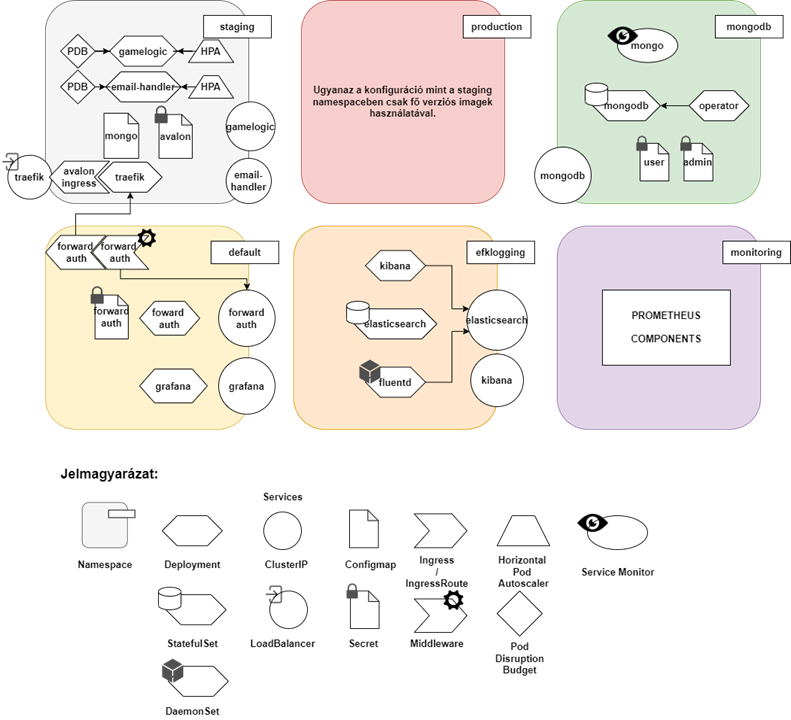 staging
PDB
gamelogic
HPA
PDB
email-handler
HPA
mongo
avalon
gamelogic
email-
handler
traefik
avalon
ingress
traefik
production
Ugyanaz a konfiguráció mint a staging
namespaceben csak fő verziós imagek
használatával.
mongodb
mongo
mongodb
operator
user
admin
mongodb
default
forward
auth
forward
auth
forward
auth
foward
auth
forward
auth
grafana
grafana
efklogging
kibana
elasticsearch
elasticsearch
fluentd
kibana
monitoring
PROMETHEUS
COMPONENTS
Jelmagyarázat:
Services
Namespace
Deployment
ClusterIP
Configmap
Ingress
/
IngressRoute
Horizontal
Pod
Autoscaler
Service Monitor
StatefulSet
LoadBalancer
Secret
Middleware
Pod
Disruption
Budget
DaemonSet